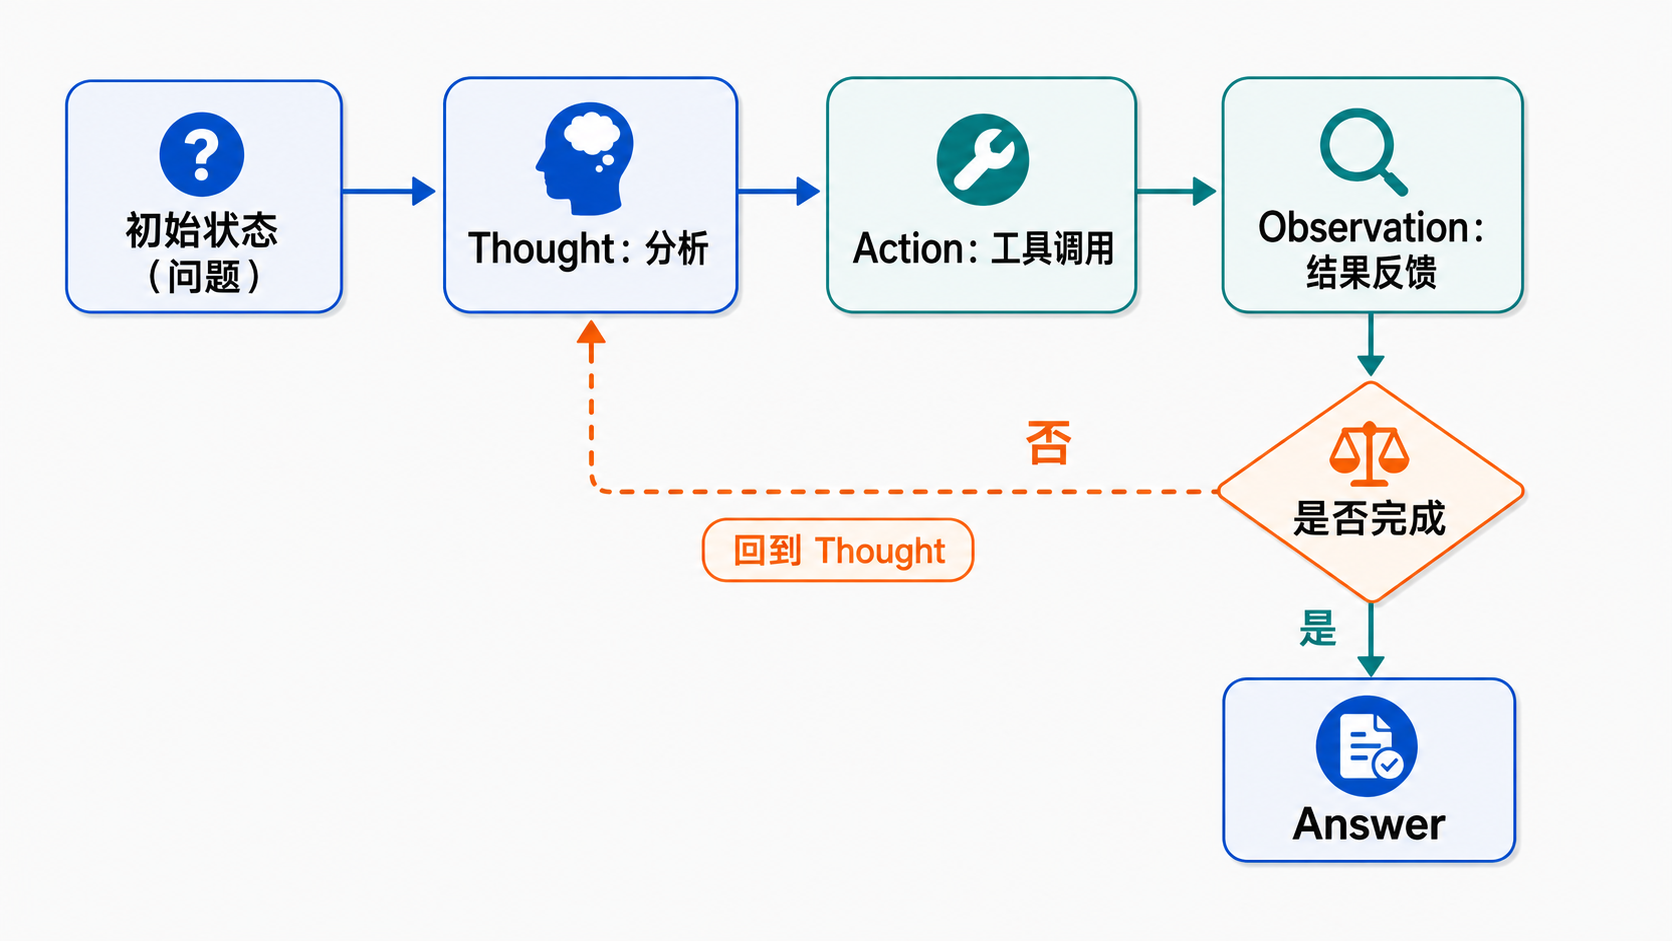 初始状态
（问题）
Thought：分析
Action：工具调用
Observation：
结果反馈
否
是否完成
回到 Thought
是
Answer